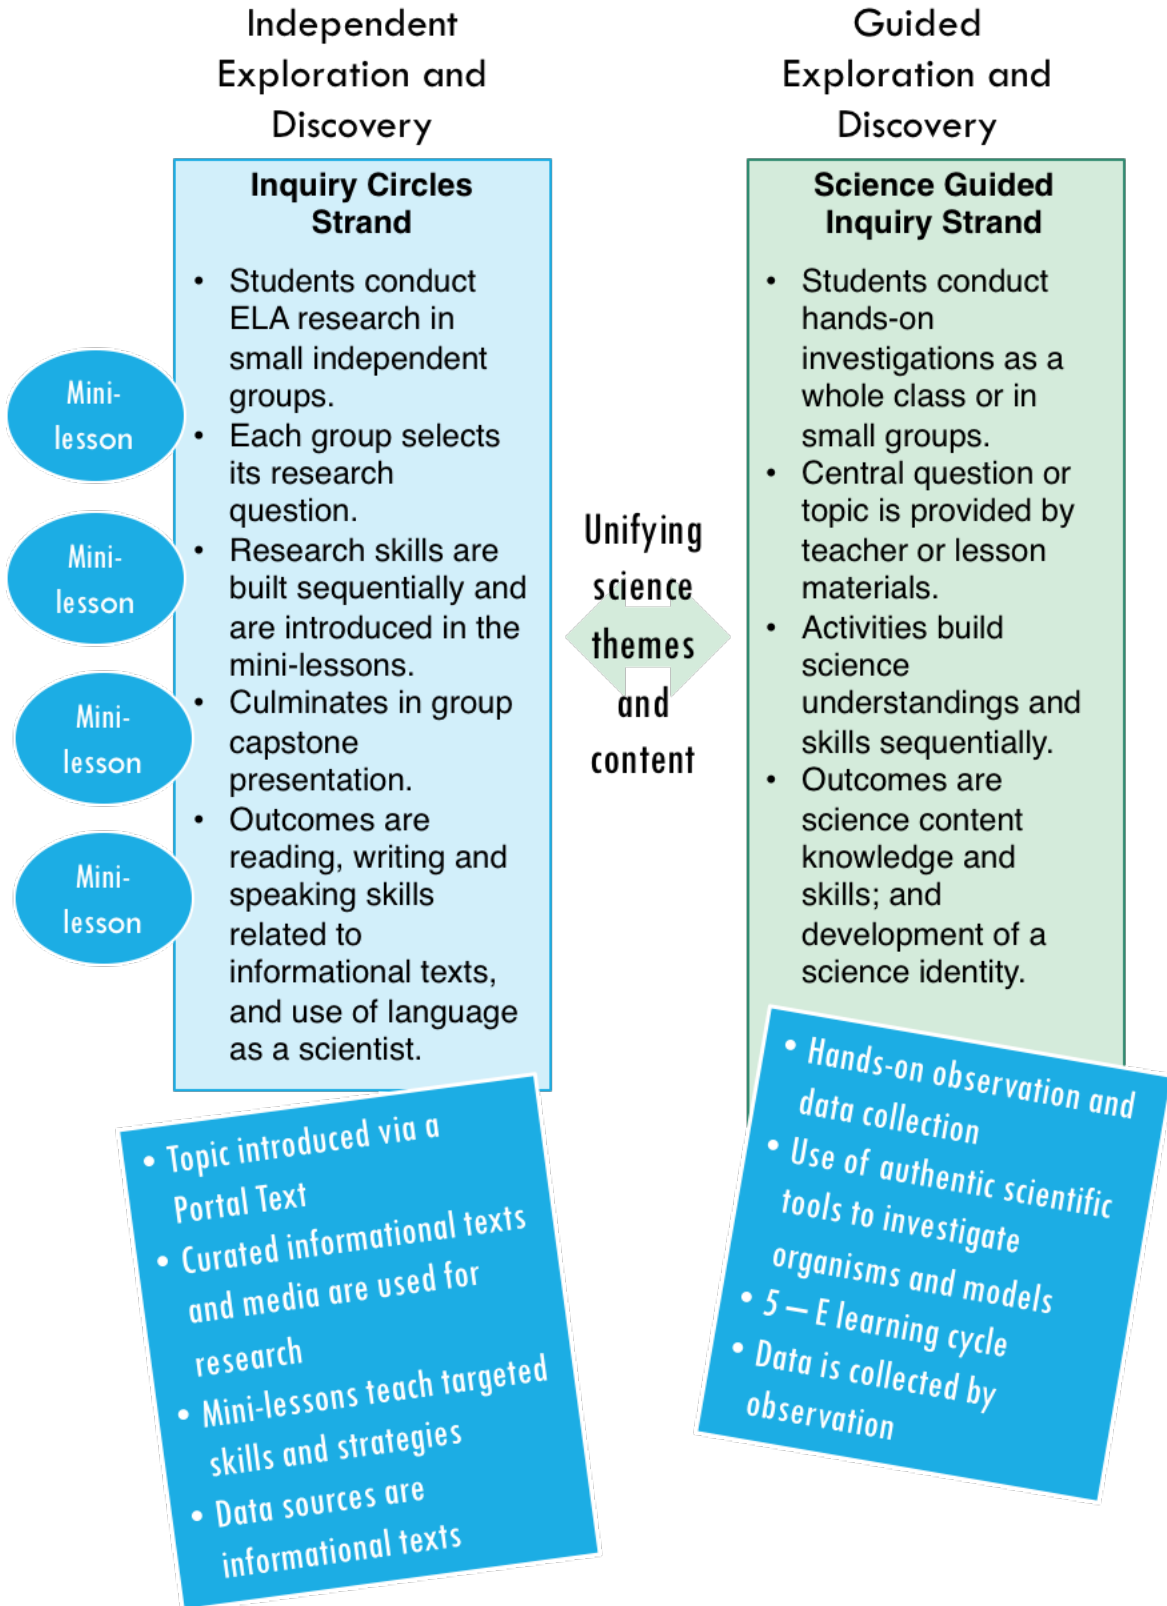 Independent
Exploration and
Discovery
Inquiry Circles
Strand
• Students conduct
ELA research in
small independent
groups.
• Each group selects
its research
question.
• Research skills are
built sequentially and
are introduced in the
mini-lessons.
• Culminates in group
capstone
presentation.
• Outcomes are
reading, writing and
speaking skills
related to
informational texts,
and use of language
as a scientist.
Mini-
lesson
Mini-
lesson
Mini-
lesson
Mini-
lesson
• Topic introduced via a
Portal Text
• Curated informational texts
and media are used for
research
• Mini-lessons teach targeted
skills and strategies
• Data sources are
informational texts
Unifying
science
themes
and
content
Guided
Exploration and
Discovery
Science Guided
Inquiry Strand
• Students conduct
hands-on
investigations as a
whole class or in
small groups.
• Central question or
topic is provided by
teacher or lesson
materials.
• Activities build
science
understandings and
skills sequentially.
• Outcomes are
science content
knowledge and
skills; and
development of a
science identity.
• Hands-on observation and
data collection
• Use of authentic scientific
tools to investigate
organisms and models
• 5 – E learning cycle
• Data is collected by
observation